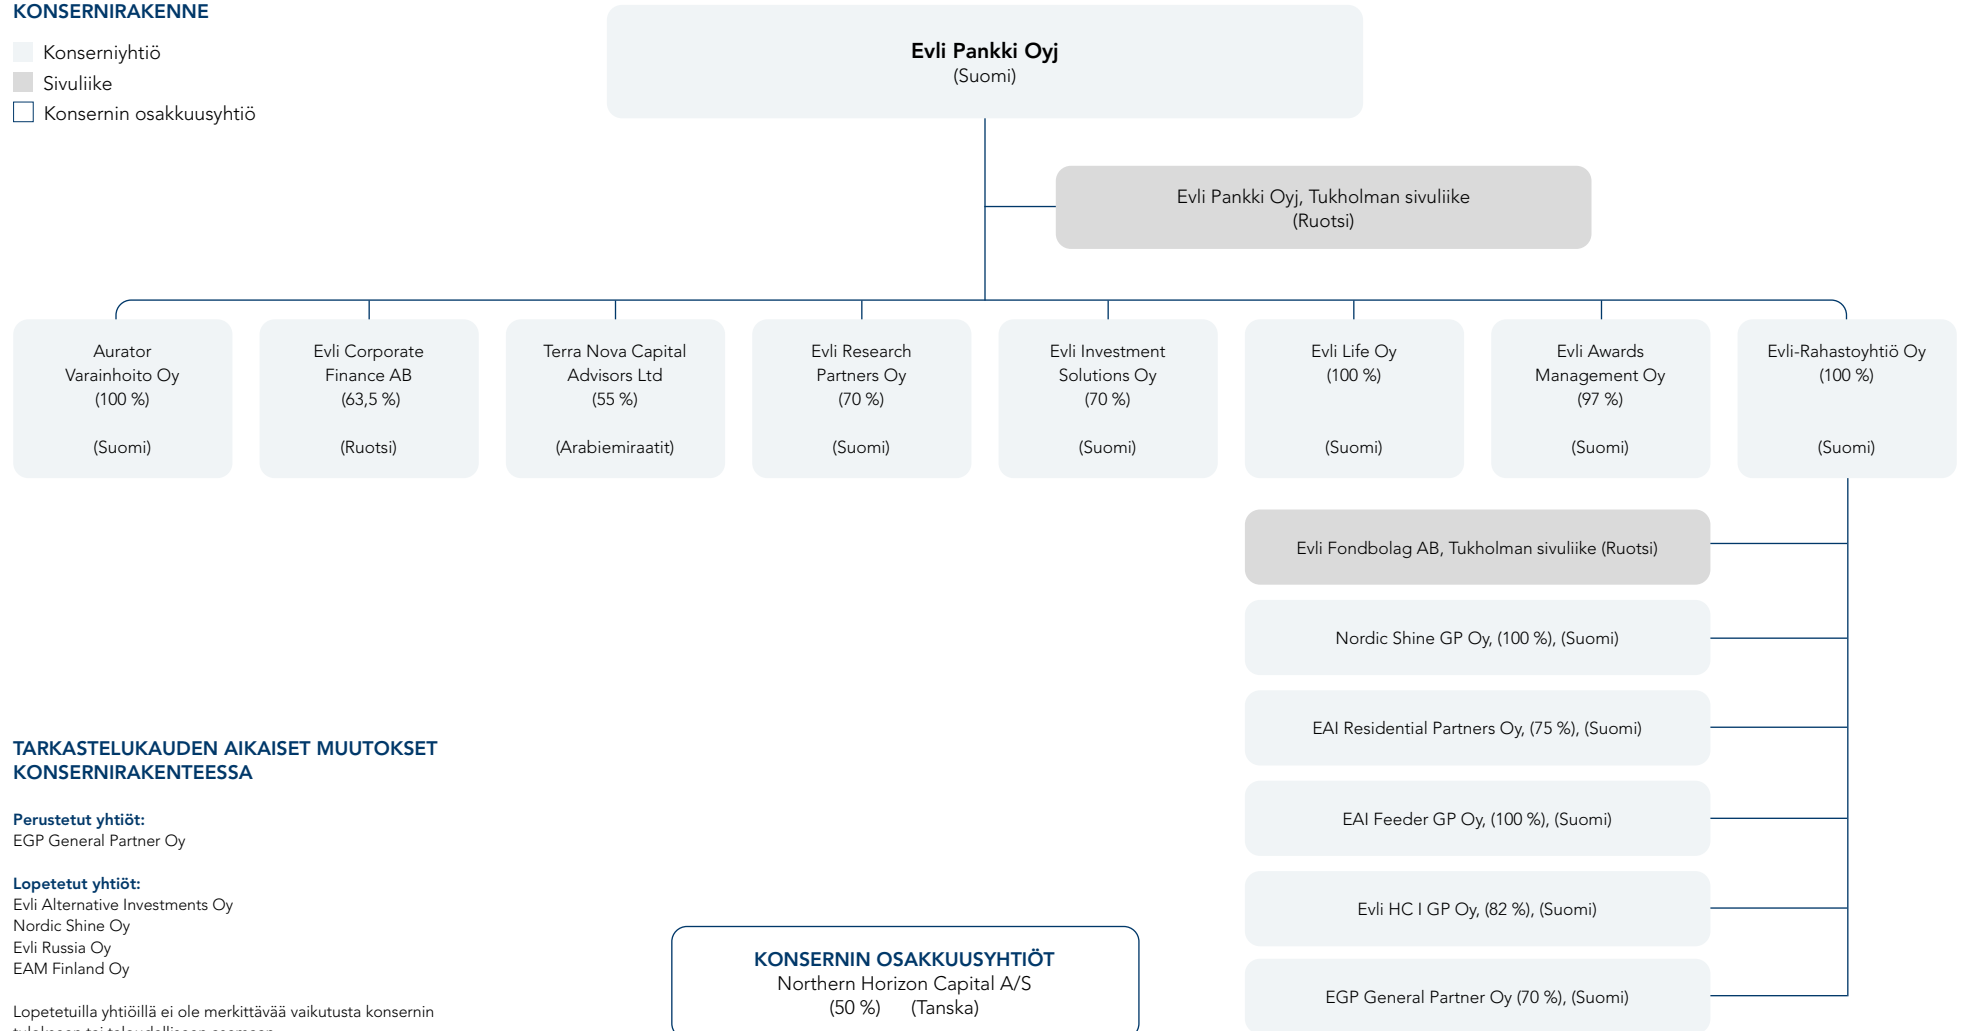 KONSERNIRAKENNE
Konserniyhtiö
Sivuliike
Konsernin osakkuusyhtiö
Evli Pankki Oyj
(Suomi)
Evli Pankki Oyj, Tukholman sivuliike
(Ruotsi)
Aurator
Varainhoito Oy
(100 %)
(Suomi)
Evli Corporate
Finance AB
(63,5 %)
(Ruotsi)
Terra Nova Capital
Advisors Ltd
(55 %)
(Arabiemiraatit)
Evli Research
Partners Oy
(70 %)
(Suomi)
Evli Investment
Solutions Oy
(70 %)
(Suomi)
Evli Life Oy
(100 %)
(Suomi)
Evli Awards
Management Oy
(97 %)
(Suomi)
Evli-Rahastoyhtiö Oy
(100 %)
(Suomi)
Evli Fondbolag AB, Tukholman sivuliike (Ruotsi)
Nordic Shine GP Oy, (100 %), (Suomi)
EAI Residential Partners Oy, (75 %), (Suomi)
EAI Feeder GP Oy, (100 %), (Suomi)
Evli HC I GP Oy, (82 %), (Suomi)
EGP General Partner Oy (70 %), (Suomi)
TARKASTELUKAUDEN AIKAISET MUUTOKSET
KONSERNIRAKENTEESSA
Perustetut yhtiöt:
EGP General Partner Oy
Lopetetut yhtiöt:
Evli Alternative Investments Oy
Nordic Shine Oy
Evli Russia Oy
EAM Finland Oy
Lopetetuilla yhtiöillä ei ole merkittävää vaikutusta konsernin
KONSERNIN OSAKKUUSYHTIÖT
Northern Horizon Capital A/S
(50 %) (Tanska)